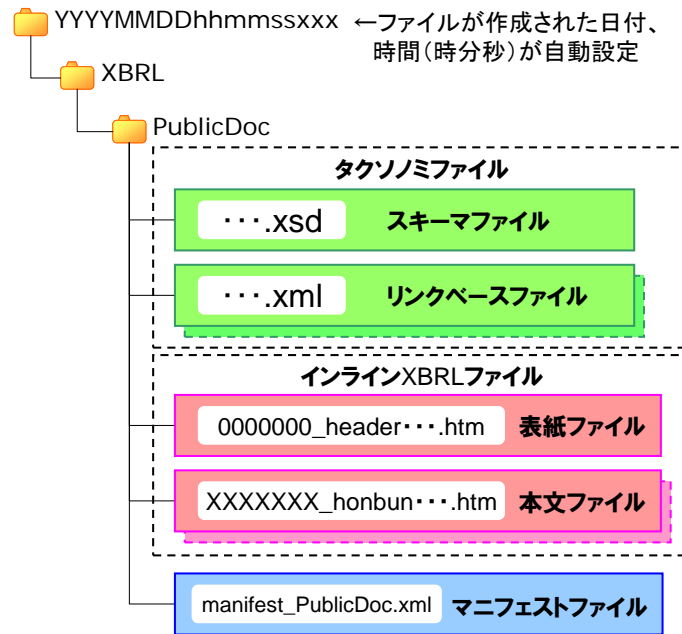 YYYYMMDDhhmmssxxx ←ファイルが作成された日付、
時間(時分秒)が自動設定
XBRL
PublicDoc
タクソノミファイル
･･･.xsd スキーマファイル
･･･.xml リンクベースファイル
インラインXBRLファイル
0000000_header･･･.htm 表紙ファイル
XXXXXXX_honbun･･･.htm 本文ファイル
manifest_PublicDoc.xml マニフェストファイル